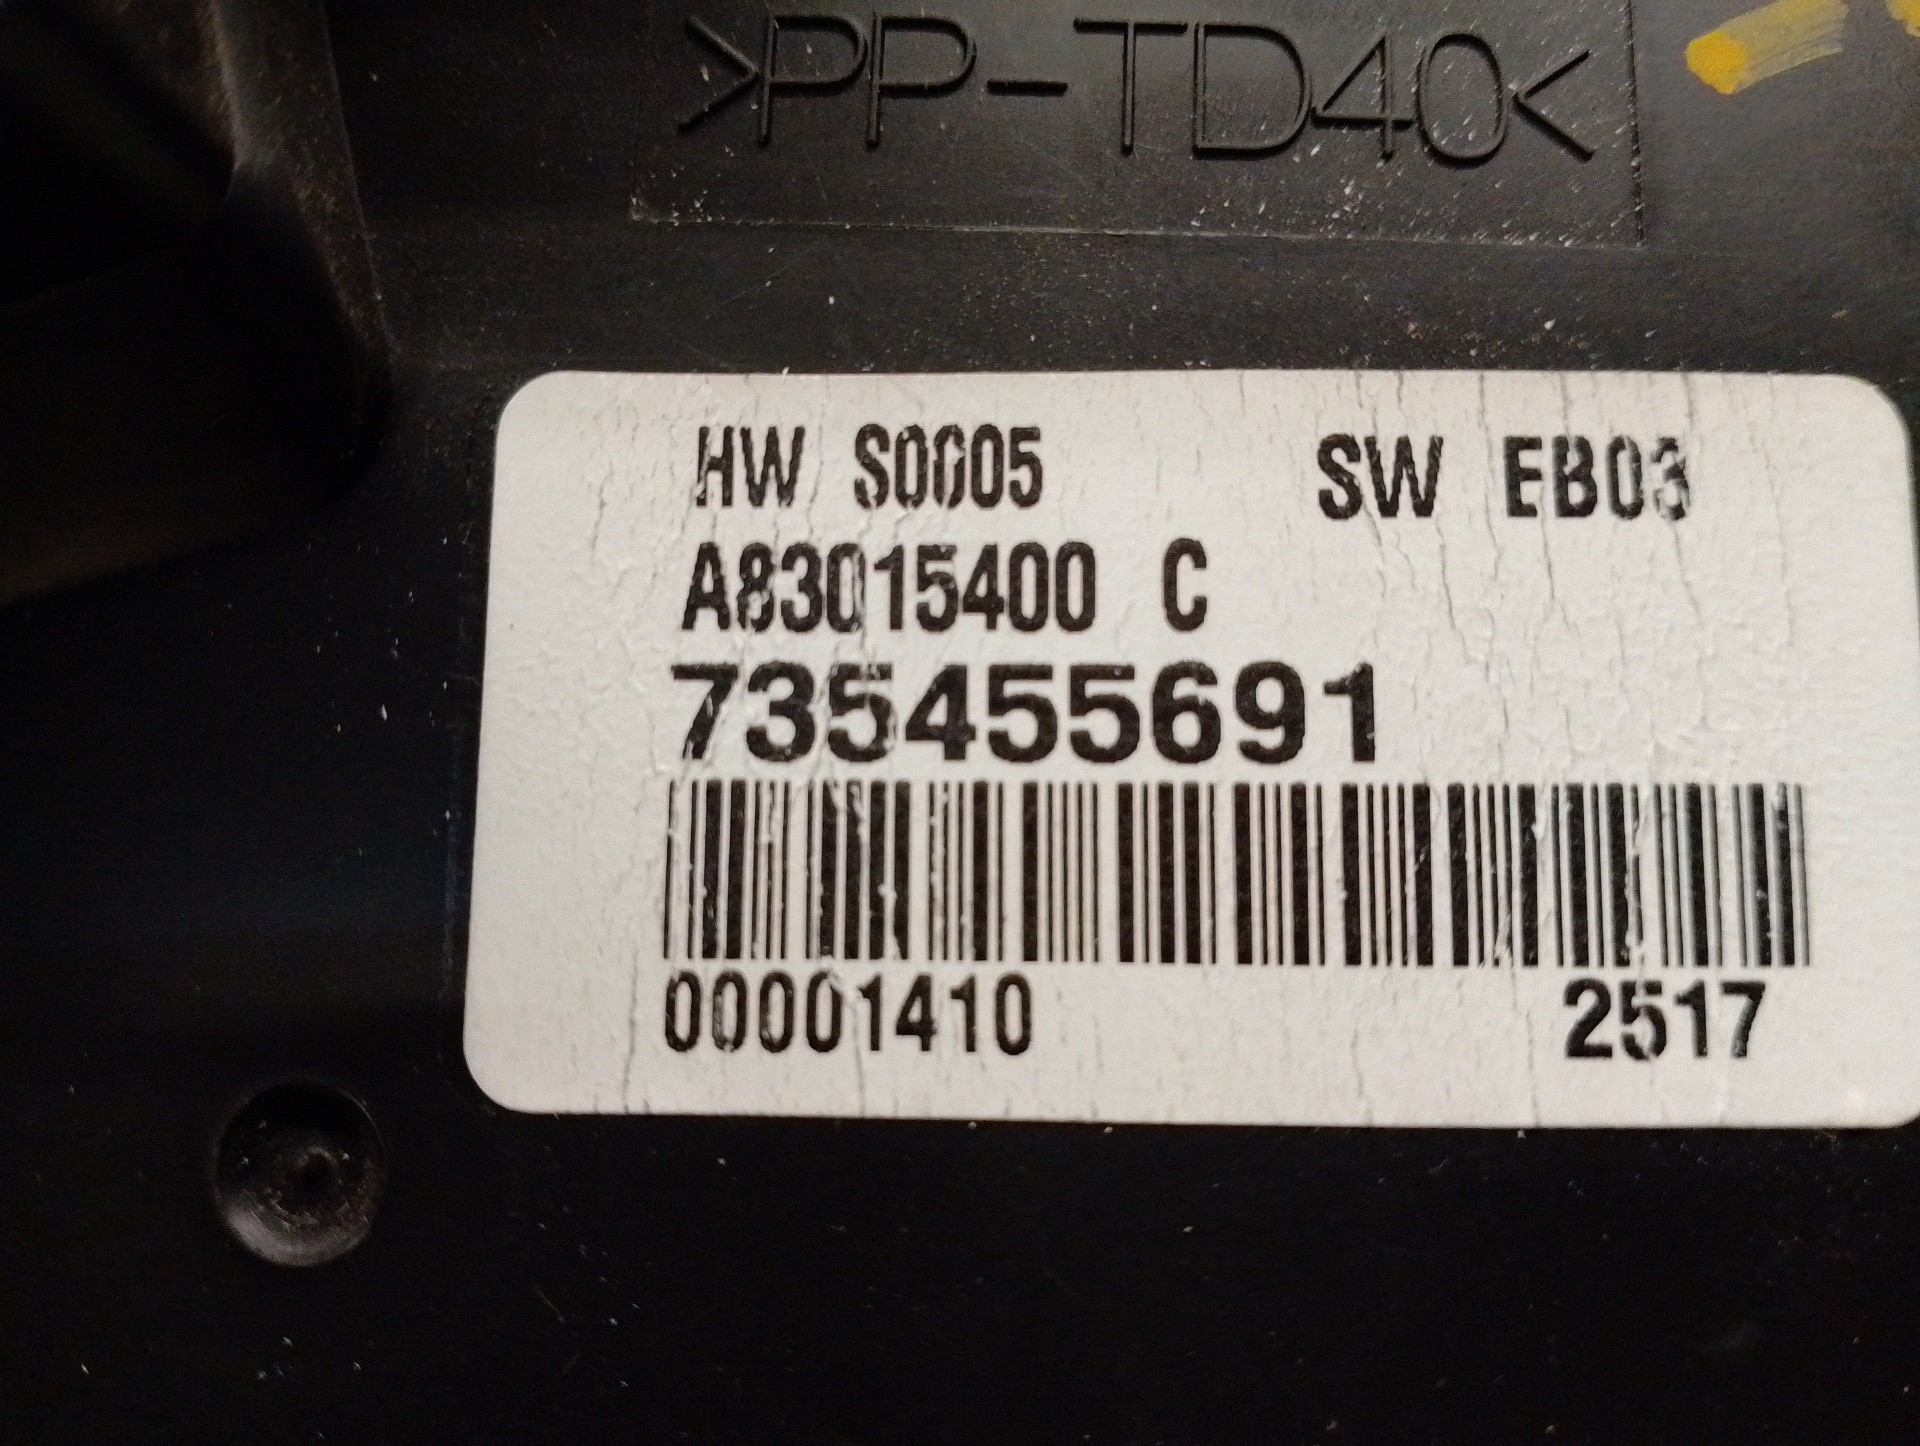 >PP-TD40<
HW S0005 SW EB03
A83015400 C
735455691
00001410 2517